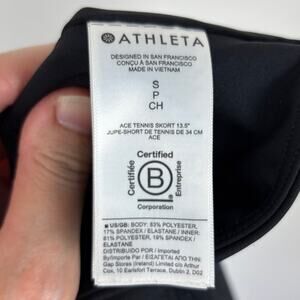 ATHLETA
DESIGNED IN SAN FRANCISCO
CONÇU À SAN FRANCISCO
MADE IN VIETNAM
S
P
CH
ACE TENNIS SKORT 13.5"
JUPE-SHORT DE TENNIS DE 34 CM
ACE
Certified
Certifiée
B
Entreprise
Corporation
US/GB: BODY: 83% POLYESTER,
17% SPANDEX / ELASTANE / INNER:
81% POLYESTER, 19% SPANDEX /
ELASTANE
DISTRIBUIDO POR / Imported
By/Importé Par / ΕΙΣΑΓΕΤΑΙ ΑΠΟ ΤΗΝ:
Gap Stores (Ireland) Limited c/o Arthur
Cox, 10 Earlsfort Terrace, Dublin 2, D02